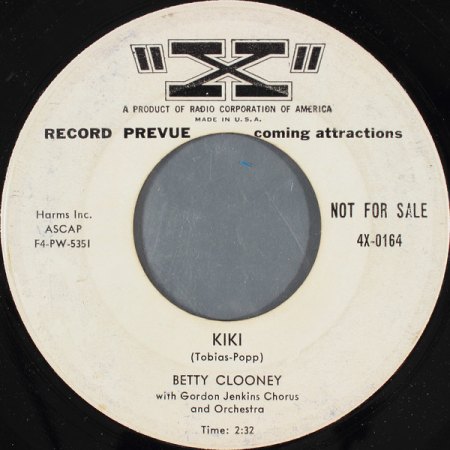 "X"
A PRODUCT OF RADIO CORPORATION OF AMERICA
MADE IN U.S.A.
RECORD PREVUE coming attractions
Harms Inc.
ASCAP
F4-PW-5351
NOT FOR SALE
4X-0164
KIKI
(Tobias-Popp)
BETTY CLOONEY
with Gordon Jenkins Chorus
and Orchestra
Time: 2:32